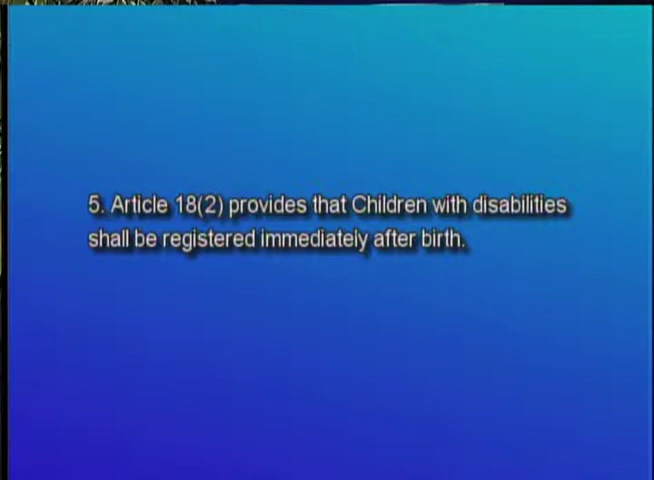 5. Article 18(2) provides that Children with disabilities
shall be registered immediately after birth.